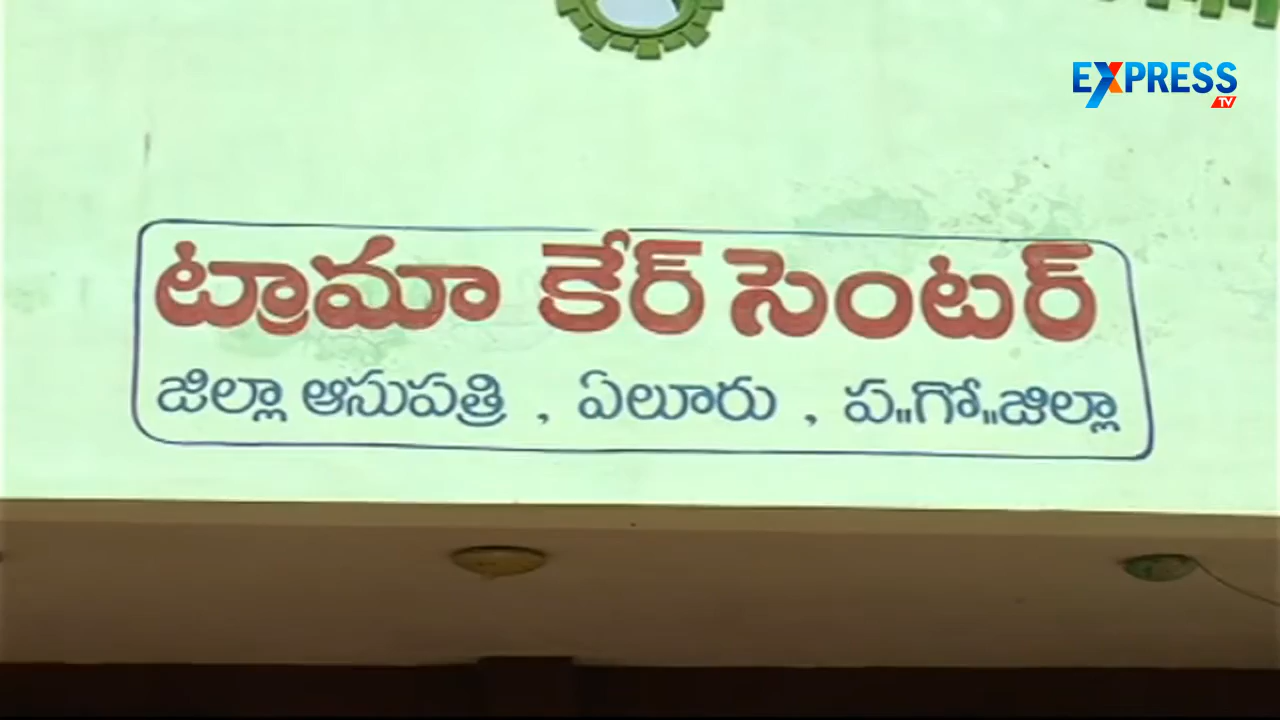 EXPRESS
TV
ట్రామా కేర్ సెంటర్
జిల్లా ఆసుపత్రి , ఏలూరు , ప॥గో॥జిల్లా